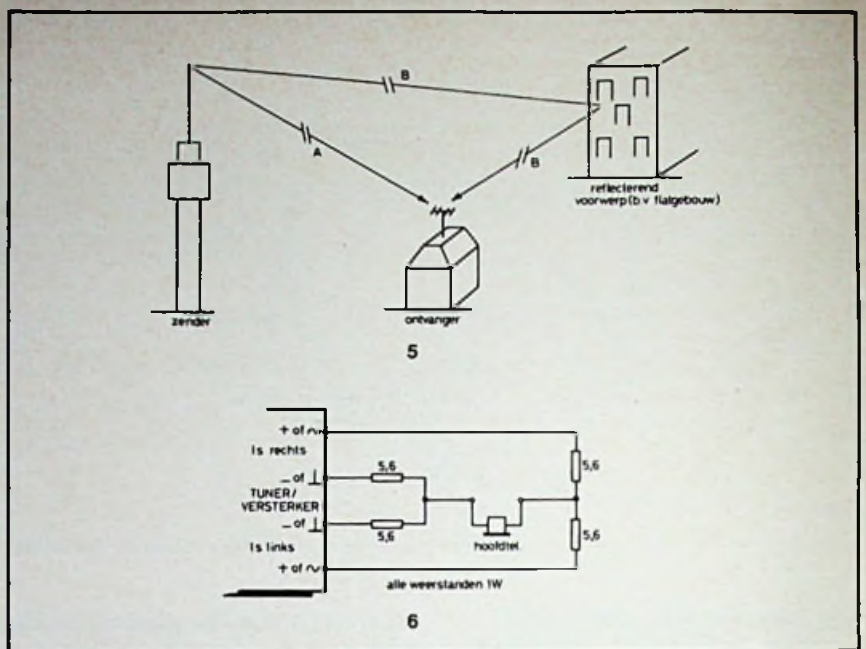 B
A
B
reflecterend
voorwerp (b.v flatgebouw)
zender
ontvanger
5
+ of ~
ls rechts
5,6
5,6
– of ⊥
TUNER/
VERSTERKER
– of ⊥
5,6
hoofdtel.
5,6
ls links
+ of ~
alle weerstanden 1W
6